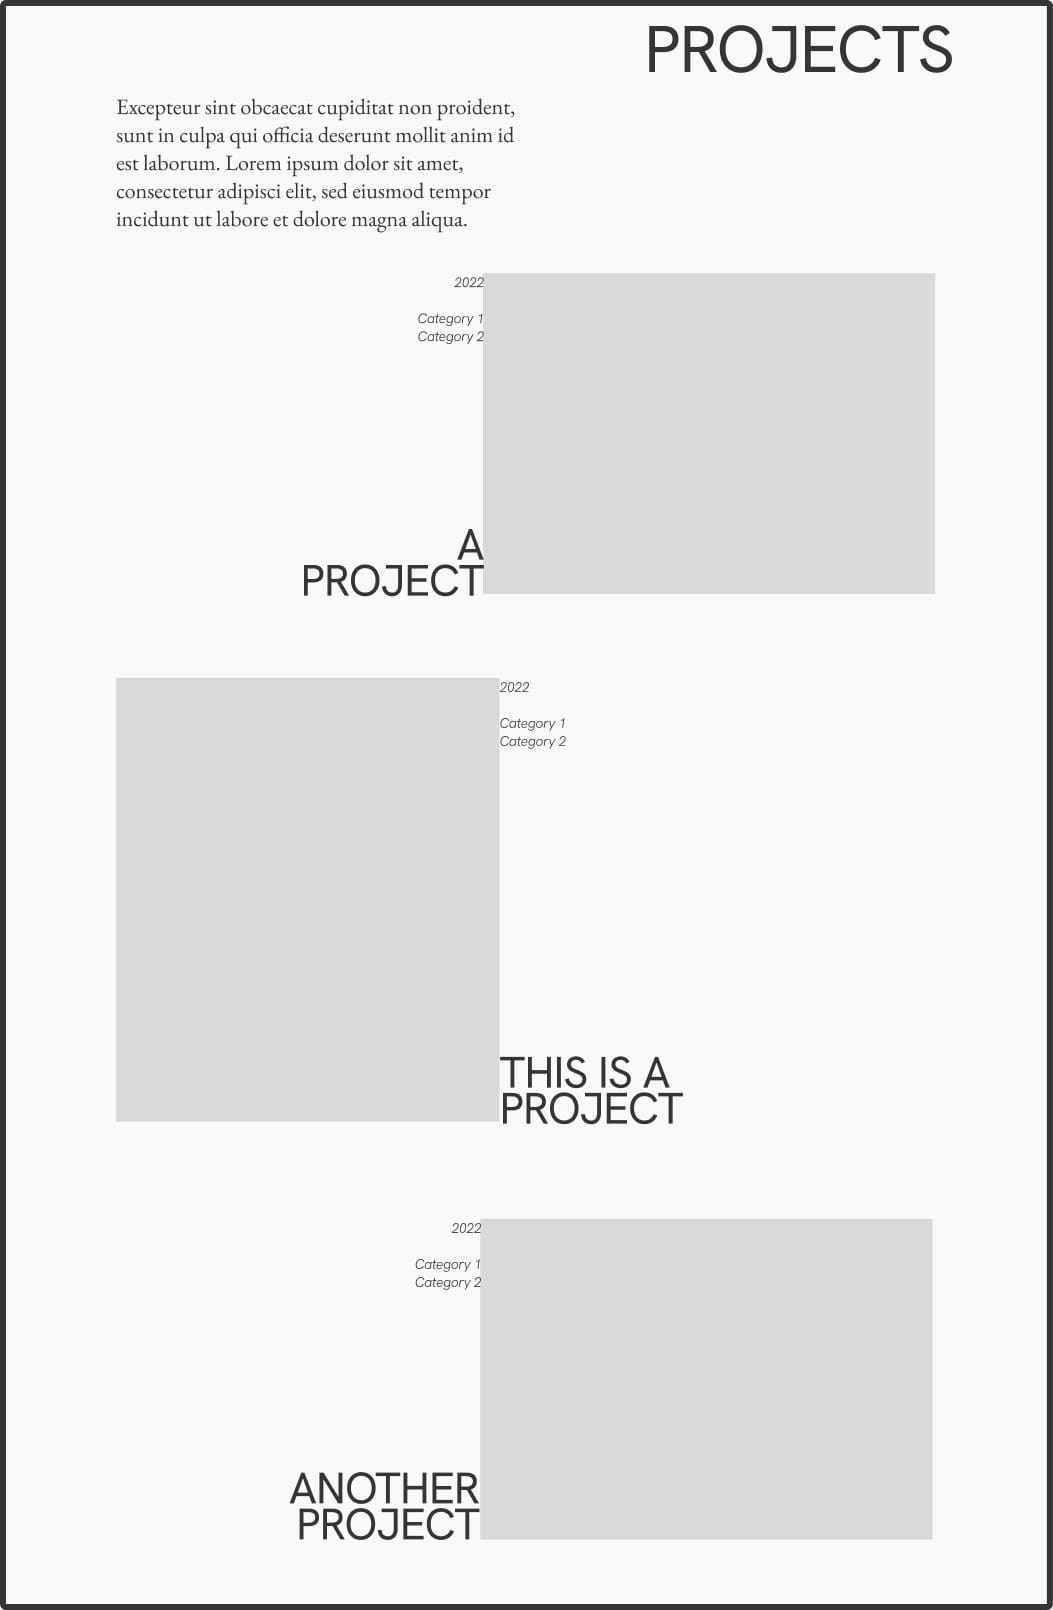 PROJECTS
Excepteur sint obcaecat cupiditat non proident,
sunt in culpa qui officia deserunt mollit anim id
est laborum. Lorem ipsum dolor sit amet,
consectetur adipisci elit, sed eiusmod tempor
incidunt ut labore et dolore magna aliqua.
2022
Category 1
Category 2
A
PROJECT
2022
Category 1
Category 2
THIS IS A
PROJECT
2022
Category 1
Category 2
ANOTHER
PROJECT